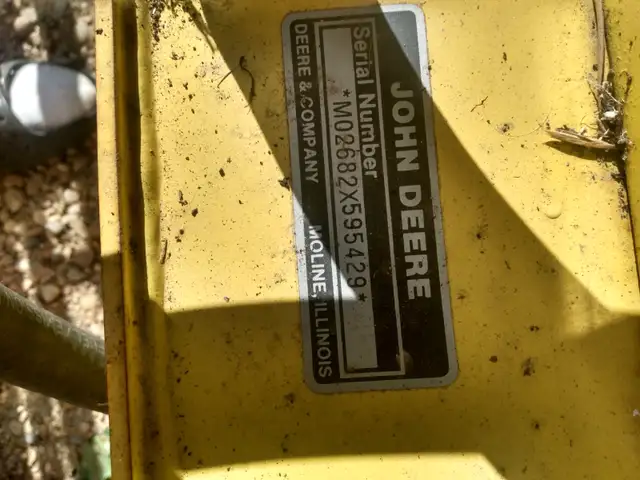 JOHN DEERE
Serial Number
*M02682X595429*
DEERE & COMPANY MOLINE, ILLINOIS